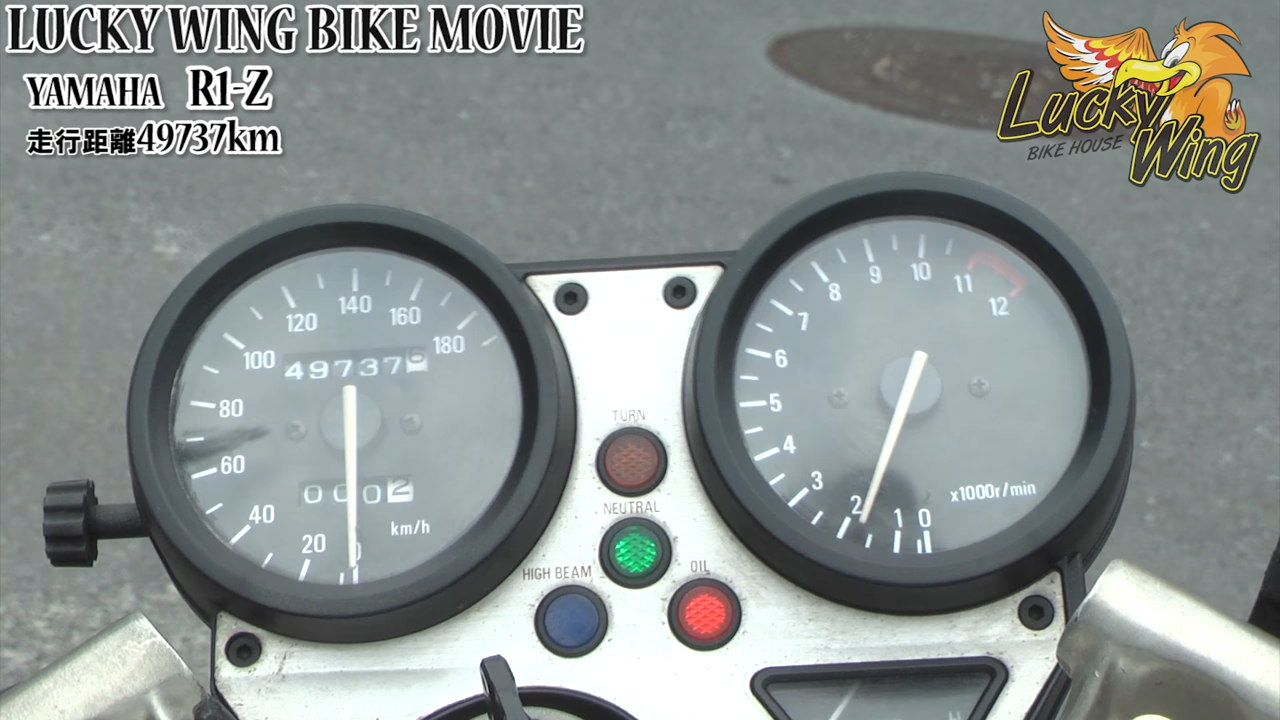 LUCKY WING BIKE MOVIE
YAMAHA R1-Z
走行距離49737km
Lucky
BIKE HOUSE
Wing
0 20 40 60 80 100 120 140 160 180
49737
0002
km/h
0 1 2 3 4 5 6 7 8 9 10 11 12
x1000r/min
TURN
NEUTRAL
HIGH BEAM
OIL
H